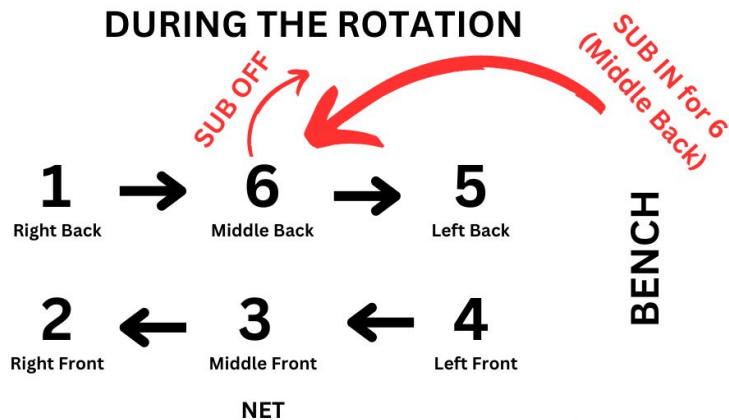 DURING THE ROTATION
SUB OFF
SUB IN for 6
(Middle Back)
1
Right Back
6
Middle Back
5
Left Back
BENCH
2
Right Front
3
Middle Front
4
Left Front
NET